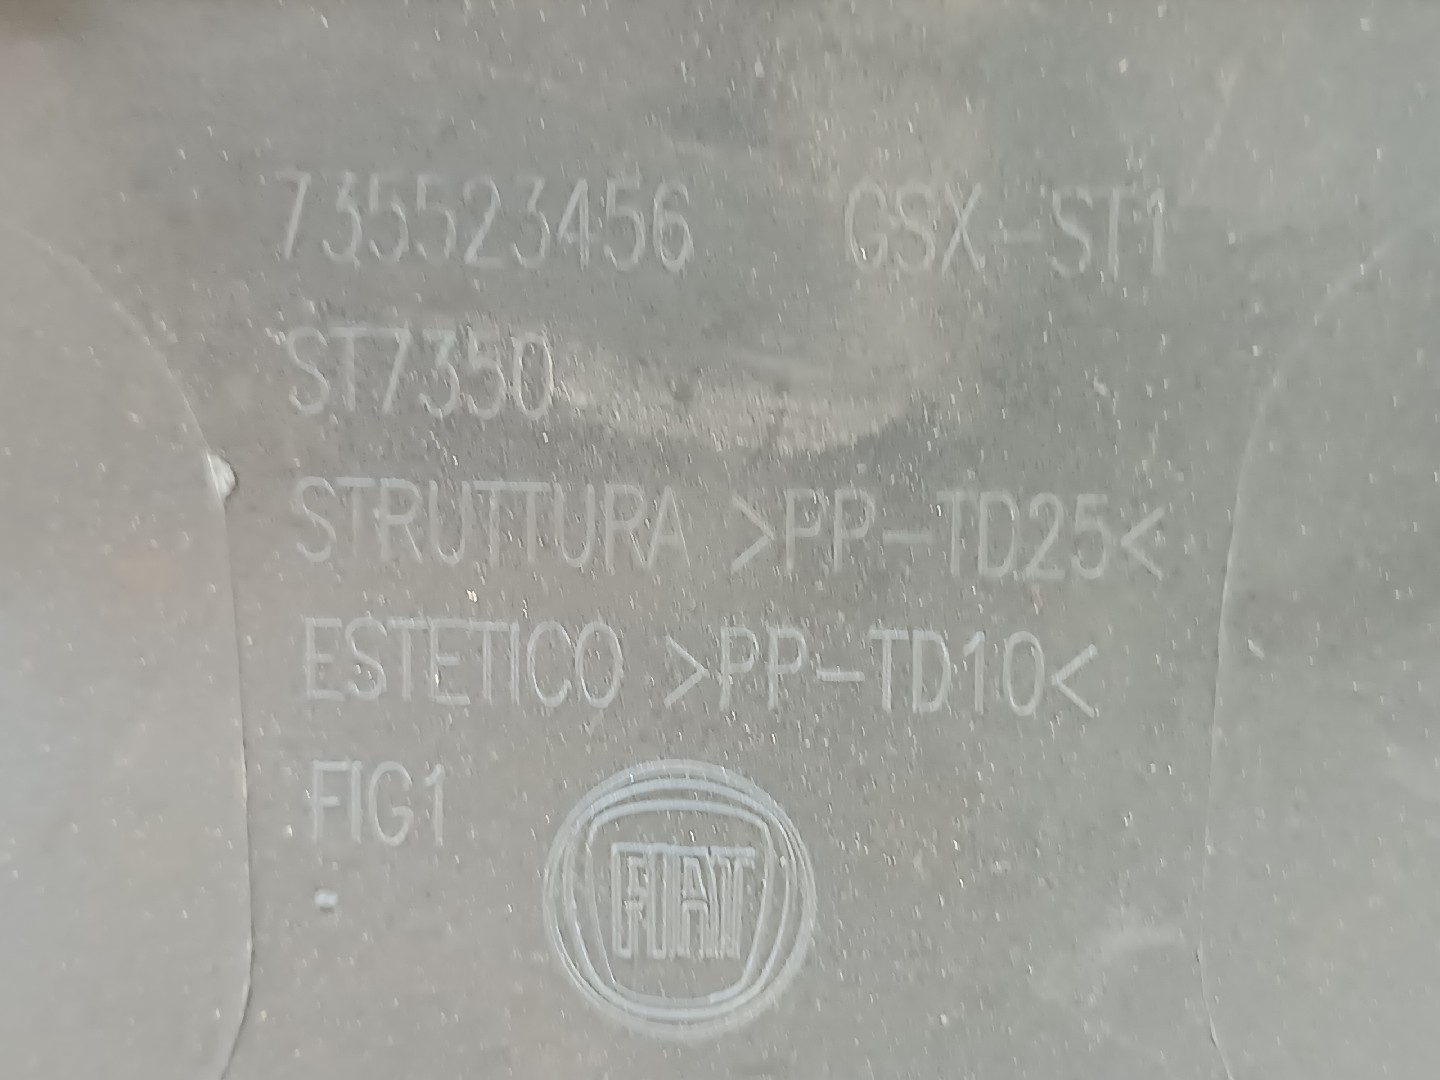 735523456 GSX-ST1
ST7350
STRUTTURA >PP-TD25<
ESTETICO >PP-TD10<
FIG1
FIAT